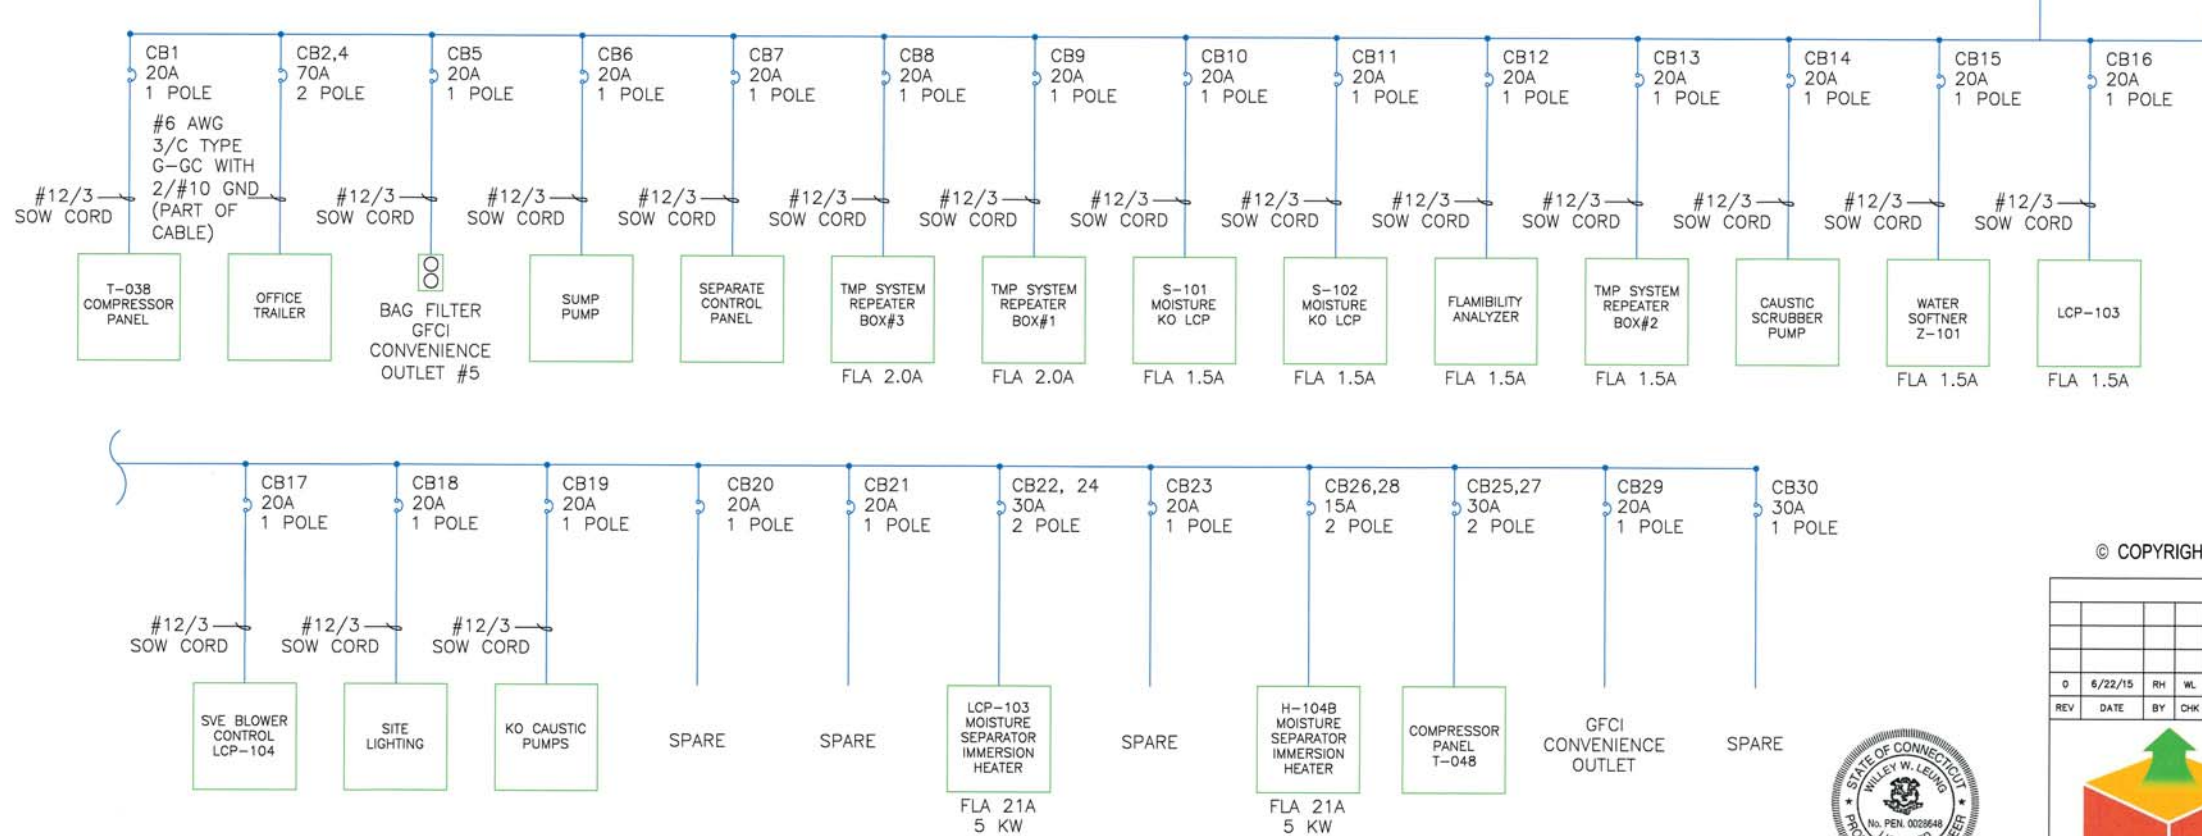 CB1
20A
1 POLE
CB2,4
70A
2 POLE
CB5
20A
1 POLE
CB6
20A
1 POLE
CB7
20A
1 POLE
CB8
20A
1 POLE
CB9
20A
1 POLE
CB10
20A
1 POLE
CB11
20A
1 POLE
CB12
20A
1 POLE
CB13
20A
1 POLE
CB14
20A
1 POLE
CB15
20A
1 POLE
CB16
20A
1 POLE
#12/3
SOW CORD
#6 AWG
3/C TYPE
G-GC WITH
2/#10 GND
(PART OF
CABLE)
#12/3
SOW CORD
#12/3
SOW CORD
#12/3
SOW CORD
#12/3
SOW CORD
#12/3
SOW CORD
#12/3
SOW CORD
#12/3
SOW CORD
#12/3
SOW CORD
#12/3
SOW CORD
#12/3
SOW CORD
#12/3
SOW CORD
#12/3
SOW CORD
T-038
COMPRESSOR
PANEL
OFFICE
TRAILER
BAG FILTER
GFCI
CONVENIENCE
OUTLET #5
SUMP
PUMP
SEPARATE
CONTROL
PANEL
TMP SYSTEM
REPEATER
BOX#3
FLA 2.0A
TMP SYSTEM
REPEATER
BOX#1
FLA 2.0A
S-101
MOISTURE
KO LCP
FLA 1.5A
S-102
MOISTURE
KO LCP
FLA 1.5A
FLAMIBILITY
ANALYZER
FLA 1.5A
TMP SYSTEM
REPEATER
BOX#2
FLA 1.5A
CAUSTIC
SCRUBBER
PUMP
WATER
SOFTNER
Z-101
FLA 1.5A
LCP-103
FLA 1.5A
CB17
20A
1 POLE
CB18
20A
1 POLE
CB19
20A
1 POLE
CB20
20A
1 POLE
CB21
20A
1 POLE
CB22, 24
30A
2 POLE
CB23
20A
1 POLE
CB26,28
15A
2 POLE
CB25,27
30A
2 POLE
CB29
20A
1 POLE
CB30
30A
1 POLE
#12/3
SOW CORD
#12/3
SOW CORD
#12/3
SOW CORD
SVE BLOWER
CONTROL
LCP-104
SITE
LIGHTING
KO CAUSTIC
PUMPS
SPARE
SPARE
LCP-103
MOISTURE
SEPARATOR
IMMERSION
HEATER
FLA 21A
5 KW
SPARE
H-104B
MOISTURE
SEPARATOR
IMMERSION
HEATER
FLA 21A
5 KW
COMPRESSOR
PANEL
T-048
GFCI
CONVENIENCE
OUTLET
SPARE
© COPYRIGH
0 6/22/15 RH WL
REV DATE BY CHK
STATE OF CONNECTICUT
WILLEY W. LEUNG
No. PEN. 0028648